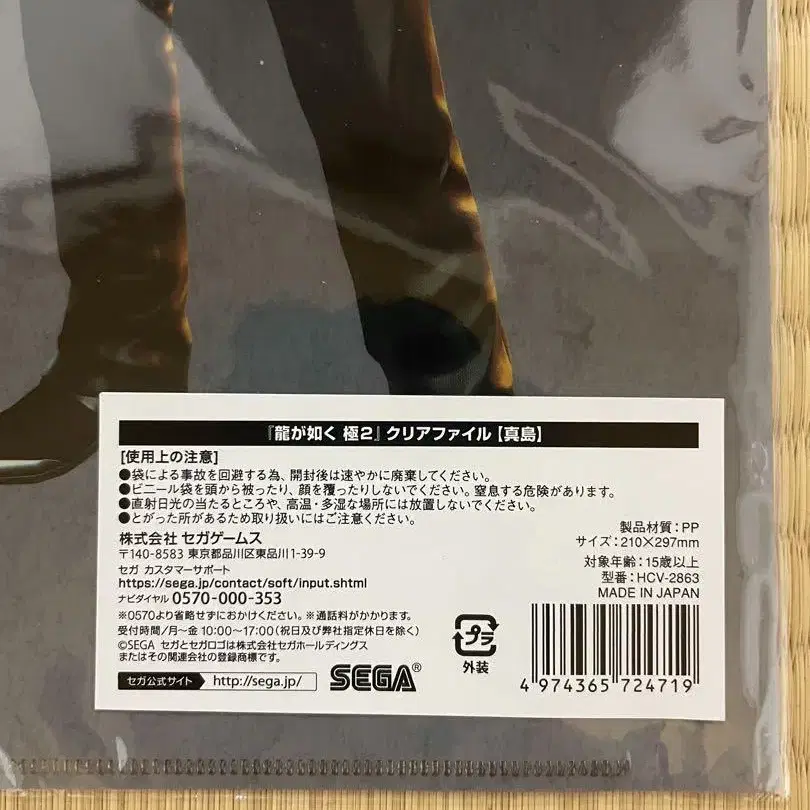 『龍が如く 極2』クリアファイル【真島】
[使用上の注意]
●袋による事故を回避する為、開封後は速やかに廃棄してください。
●ビニール袋を頭から被ったり、顔を覆ったりしないでください。窒息する危険があります。
●直射日光の当たるところや、高温・多湿な場所には放置しないでください。
●とがった所があるため取り扱いにはご注意ください。
株式会社 セガゲームス
〒140-8583 東京都品川区東品川1-39-9
セガ カスタマーサポート
https://sega.jp/contact/soft/input.shtml
ナビダイヤル 0570-000-353
※0570より省略せずにおかけください。※通話料がかかります。
受付時間/月~金 10:00~17:00(祝日及び弊社指定休日を除く)
©SEGA セガとセガロゴは株式会社セガホールディングス
またはその関連会社の登録商標です。
セガ公式サイト http://sega.jp/ SEGA®
製品材質:PP
サイズ:210×297mm
対象年齢:15歳以上
型番:HCV-2863
MADE IN JAPAN
プラ
外装
4 974365 724719